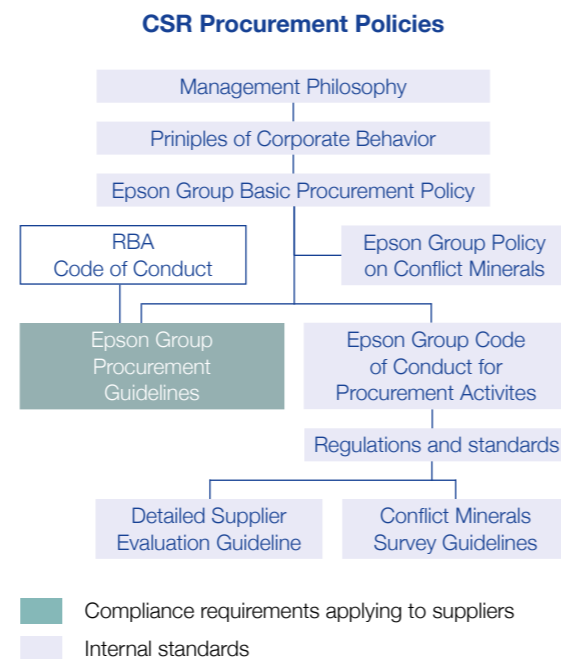 CSR Procurement Policies
Management Philosophy
Priniples of Corporate Behavior
Epson Group Basic Procurement Policy
RBA
Code of Conduct
Epson Group Policy
on Conflict Minerals
Epson Group
Procurement
Guidelines
Epson Group Code
of Conduct for
Procurement Activites
Regulations and standards
Detailed Supplier
Evaluation Guideline
Conflict Minerals
Survey Guidelines
Compliance requirements applying to suppliers
Internal standards